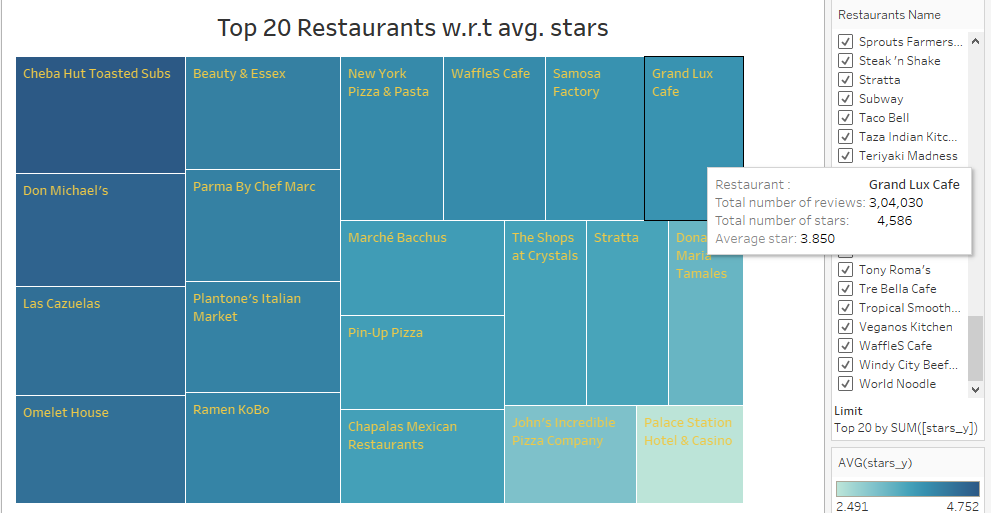 Top 20 Restaurants w.r.t avg. stars
Cheba Hut Toasted Subs
Don Michael's
Las Cazuelas
Omelet House
Beauty & Essex
Parma By Chef Marc
Plantone's Italian
Market
Ramen KoBo
New York
Pizza & Pasta
WaffleS Cafe
Samosa
Factory
Grand Lux
Cafe
Marché Bacchus
Pin-Up Pizza
Chapalas Mexican
Restaurants
The Shops
at Crystals
Stratta
Dona
Maria
Tamales
John's Incredible
Pizza Company
Palace Station
Hotel & Casino
Restaurant : Grand Lux Cafe
Total number of reviews: 3,04,030
Total number of stars: 4,586
Average star: 3.850
Restaurants Name
Sprouts Farmers...
Steak 'n Shake
Stratta
Subway
Taco Bell
Taza Indian Kitc...
Teriyaki Madness
Tony Roma's
Tre Bella Cafe
Tropical Smooth...
Veganos Kitchen
WaffleS Cafe
Windy City Beef...
World Noodle
Limit
Top 20 by SUM([stars_y])
AVG(stars_y)
2.491 4.752